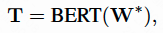 T = BERT(W*),